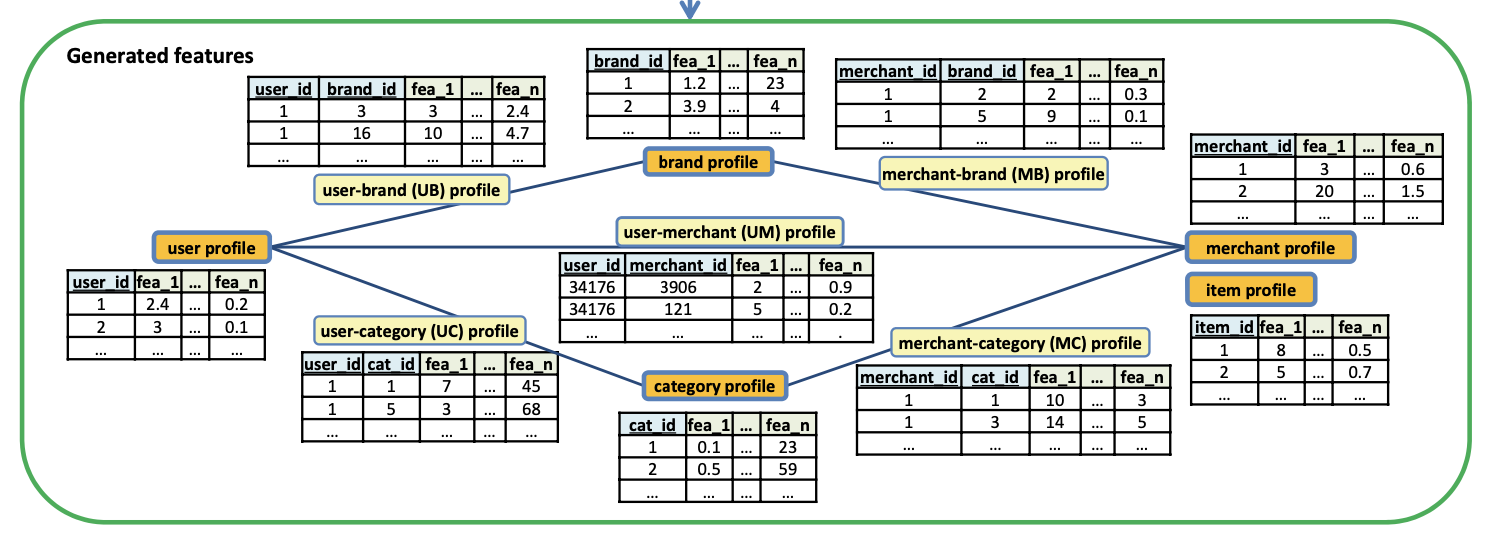 Generated features
user_id brand_id fea_1 ... fea_n
1 3 3 ... 2.4
1 16 10 ... 4.7
... ... ... ... ...
user-brand (UB) profile
brand_id fea_1 ... fea_n
1 1.2 ... 23
2 3.9 ... 4
... ... ... ...
brand profile
merchant_id brand_id fea_1 ... fea_n
1 2 2 ... 0.3
1 5 9 ... 0.1
... ... ... ... ...
merchant-brand (MB) profile
merchant_id fea_1 ... fea_n
1 3 ... 0.6
2 20 ... 1.5
... ... ... ...
merchant profile
user profile
user_id fea_1 ... fea_n
1 2.4 ... 0.2
2 3 ... 0.1
... ... ... ...
user-merchant (UM) profile
user_id merchant_id fea_1 ... fea_n
34176 3906 2 ... 0.9
34176 121 5 ... 0.2
... ... ... ... .
item profile
item_id fea_1 ... fea_n
1 8 ... 0.5
2 5 ... 0.7
... ... ... ...
user-category (UC) profile
user_id cat_id fea_1 ... fea_n
1 1 7 ... 45
1 5 3 ... 68
... ... ... ... ...
category profile
cat_id fea_1 ... fea_n
1 0.1 ... 23
2 0.5 ... 59
... ... ... ...
merchant-category (MC) profile
merchant_id cat_id fea_1 ... fea_n
1 1 10 ... 3
1 3 14 ... 5
... ... ... ... ...